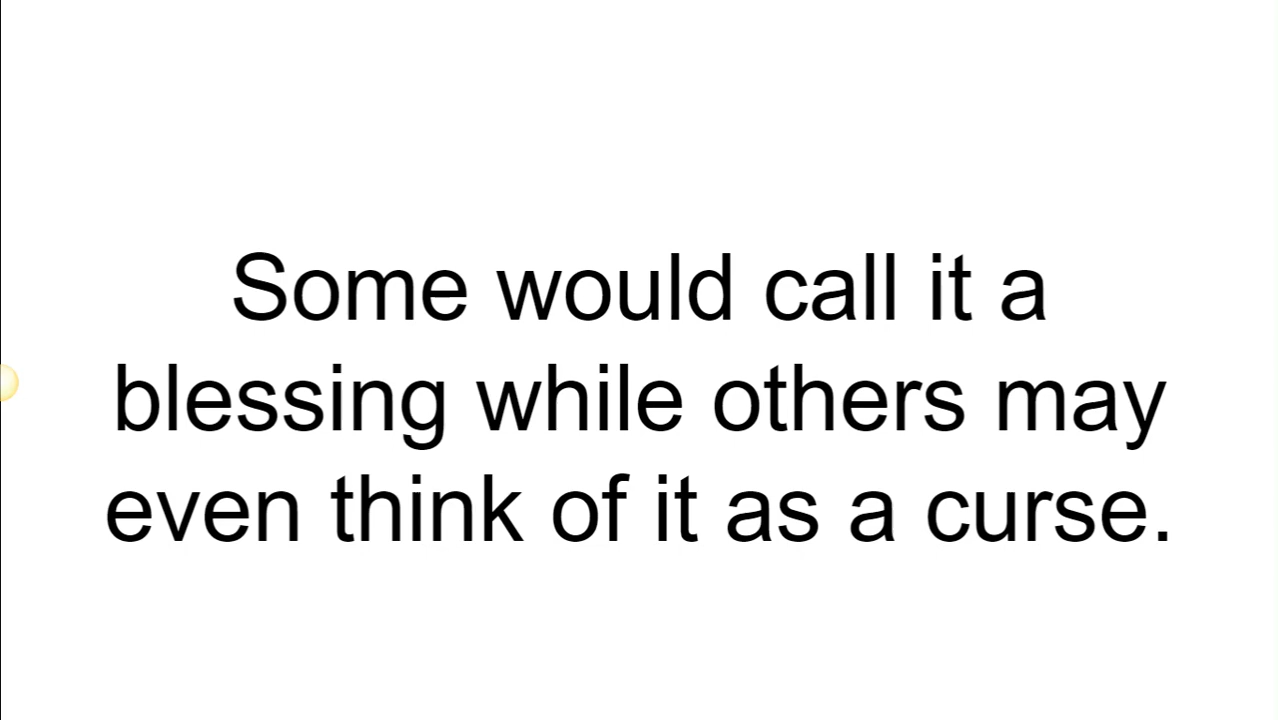 Some would call it a
blessing while others may
even think of it as a curse.